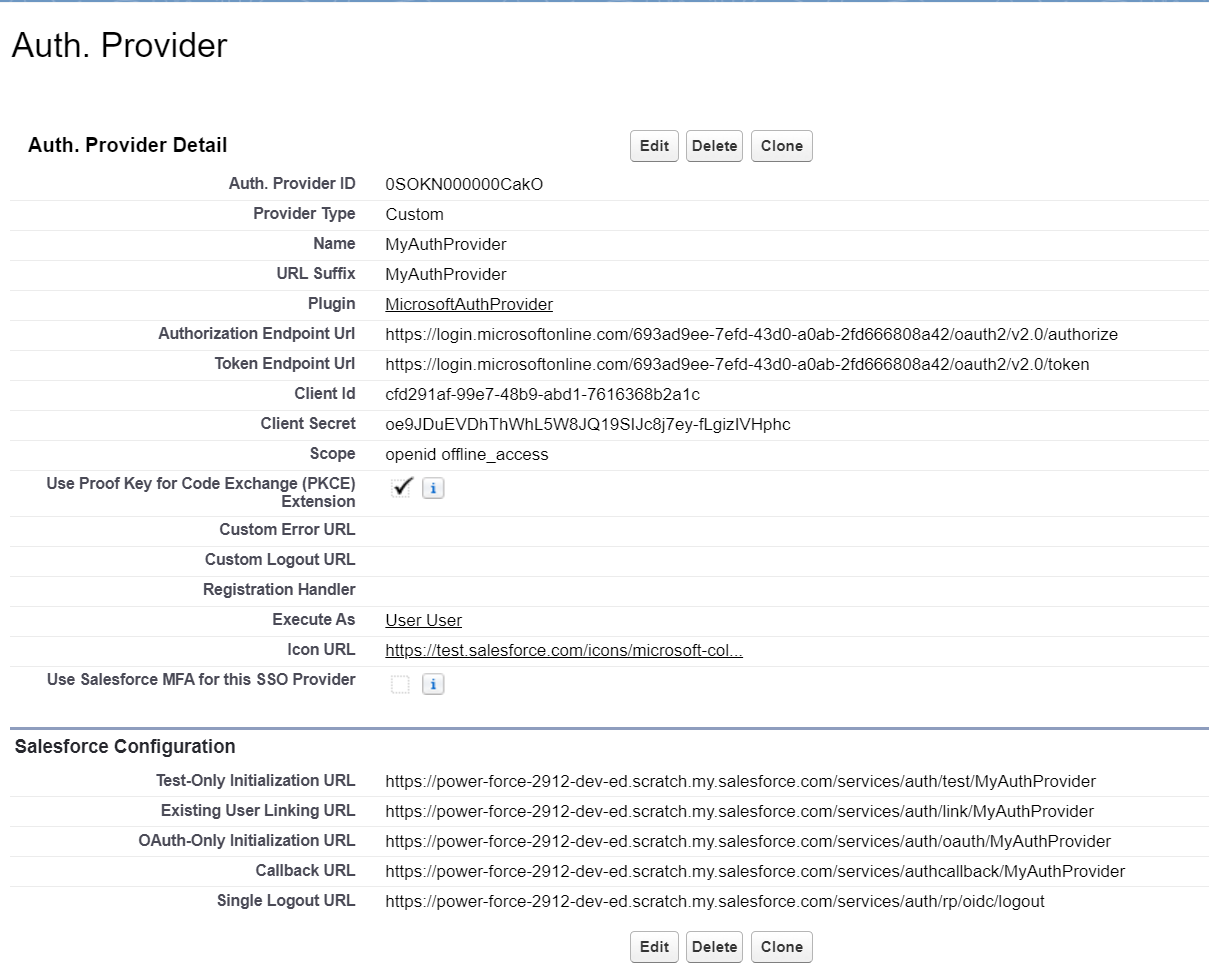 Auth. Provider
Auth. Provider Detail
Edit Delete Clone
Auth. Provider ID 0SOKN000000CakO
Provider Type Custom
Name MyAuthProvider
URL Suffix MyAuthProvider
Plugin MicrosoftAuthProvider
Authorization Endpoint Url https://login.microsoftonline.com/693ad9ee-7efd-43d0-a0ab-2fd666808a42/oauth2/v2.0/authorize
Token Endpoint Url https://login.microsoftonline.com/693ad9ee-7efd-43d0-a0ab-2fd666808a42/oauth2/v2.0/token
Client Id cfd291af-99e7-48b9-abd1-7616368b2a1c
Client Secret oe9JDuEVDhThWhL5W8JQ19SIJc8j7ey-fLgizIVHphc
Scope openid offline_access
Use Proof Key for Code Exchange (PKCE)
Extension
Custom Error URL
Custom Logout URL
Registration Handler
Execute As User User
Icon URL https://test.salesforce.com/icons/microsoft-col...
Use Salesforce MFA for this SSO Provider
Salesforce Configuration
Test-Only Initialization URL https://power-force-2912-dev-ed.scratch.my.salesforce.com/services/auth/test/MyAuthProvider
Existing User Linking URL https://power-force-2912-dev-ed.scratch.my.salesforce.com/services/auth/link/MyAuthProvider
OAuth-Only Initialization URL https://power-force-2912-dev-ed.scratch.my.salesforce.com/services/auth/oauth/MyAuthProvider
Callback URL https://power-force-2912-dev-ed.scratch.my.salesforce.com/services/authcallback/MyAuthProvider
Single Logout URL https://power-force-2912-dev-ed.scratch.my.salesforce.com/services/auth/rp/oidc/logout
Edit Delete Clone